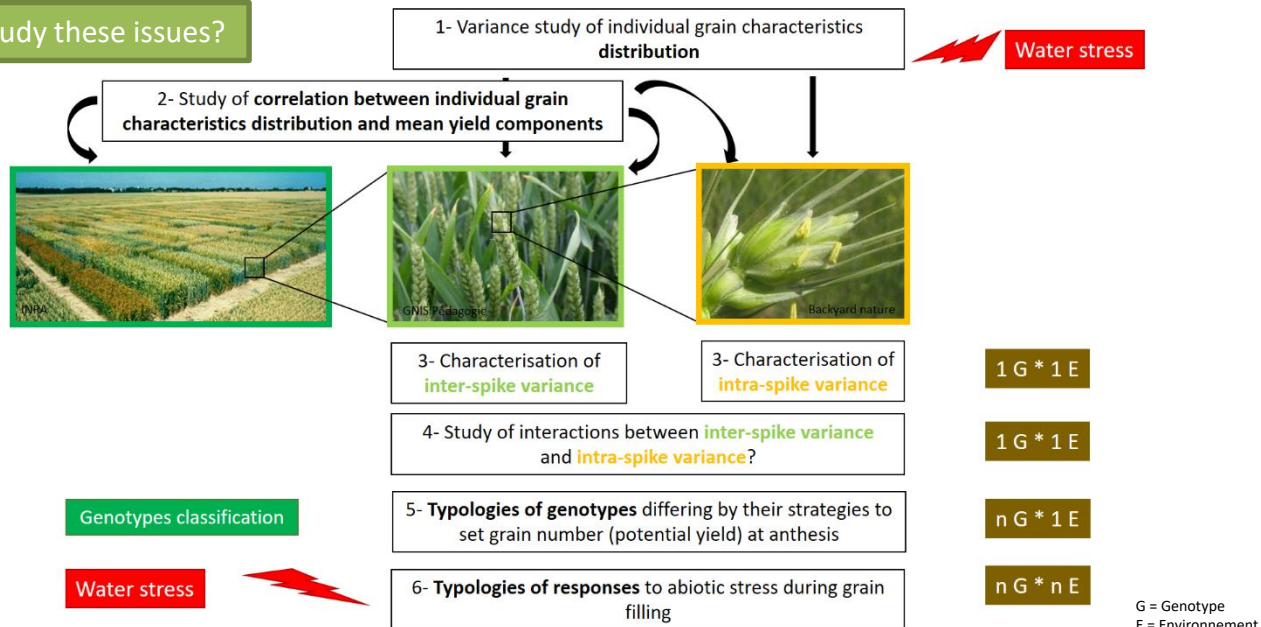 udy these issues?
1- Variance study of individual grain characteristics
distribution
Water stress
2- Study of correlation between individual grain
characteristics distribution and mean yield components
INRA
GNIS Pédagogie
Backyard nature
3- Characterisation of
inter-spike variance
3- Characterisation of
intra-spike variance
1 G * 1 E
4- Study of interactions between inter-spike variance
and intra-spike variance?
1 G * 1 E
Genotypes classification
5- Typologies of genotypes differing by their strategies to
set grain number (potential yield) at anthesis
n G * 1 E
Water stress
6- Typologies of responses to abiotic stress during grain
filling
n G * n E
G = Genotype
E = Environnement